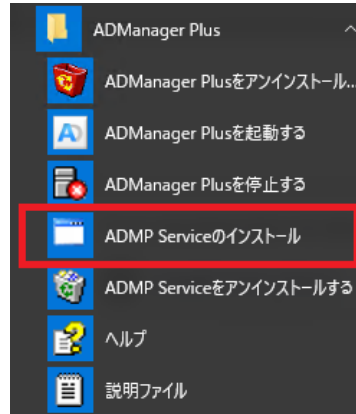 ADManager Plus
ADManager Plusをアンインストール...
ADManager Plusを起動する
ADManager Plusを停止する
ADMP Serviceのインストール
ADMP Serviceをアンインストールする
ヘルプ
説明ファイル